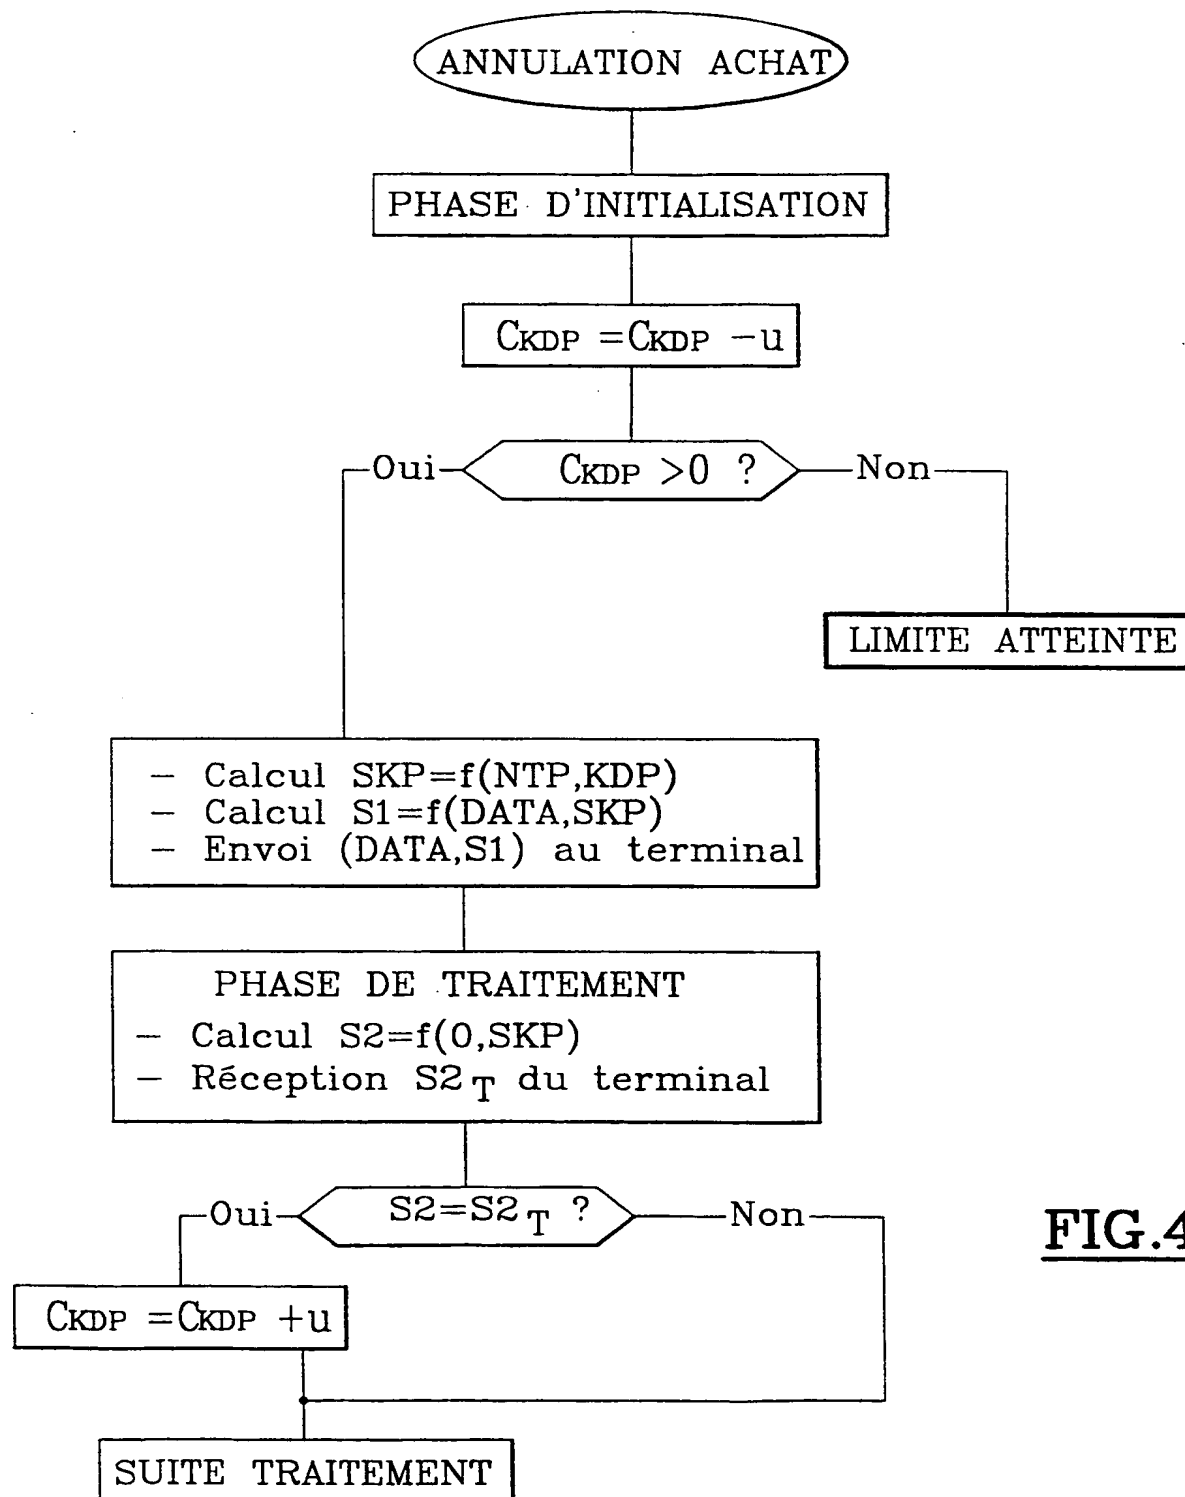 ANNULATION ACHAT
PHASE D'INITIALISATION
CKDP =CKDP -u
Oui
CKDP >0 ?
Non
LIMITE ATTEINTE
- Calcul SKP=f(NTP,KDP)
- Calcul S1=f(DATA,SKP)
- Envoi (DATA,S1) au terminal
PHASE DE TRAITEMENT
- Calcul S2=f(0,SKP)
- Réception S2T du terminal
Oui
S2=S2T ?
Non
FIG.4
CKDP =CKDP +u
SUITE TRAITEMENT